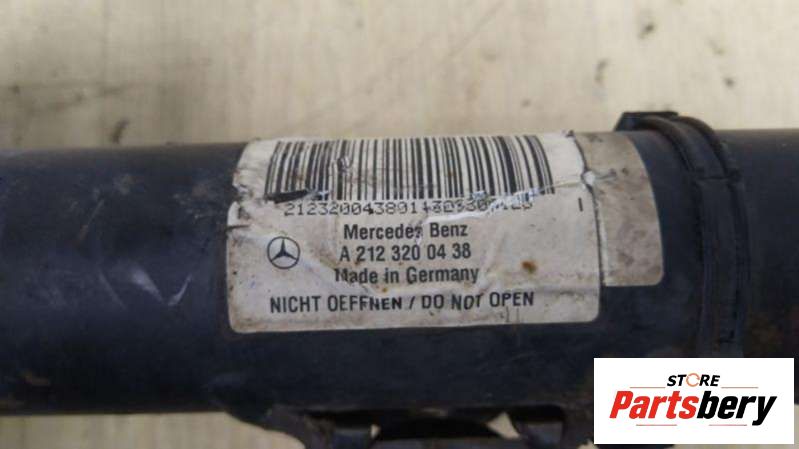 Mercedes Benz
A 212 320 04 38
Made in Germany
NICHT OEFFNEN / DO NOT OPEN
STORE
Partsbery